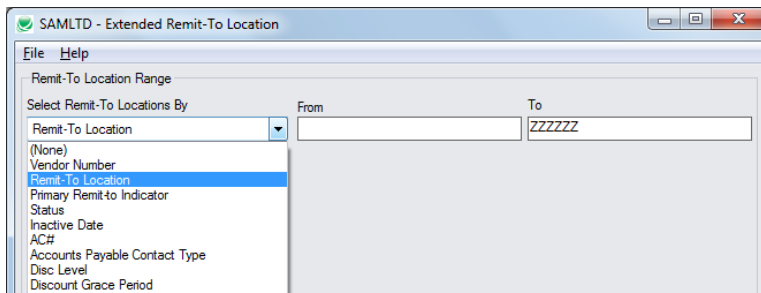 SAMLTD - Extended Remit-To Location
File Help
Remit-To Location Range
Select Remit-To Locations By From To
Remit-To Location ZZZZZZ
(None)
Vendor Number
Remit-To Location
Primary Remit-to Indicator
Status
Inactive Date
AC#
Accounts Payable Contact Type
Disc Level
Discount Grace Period